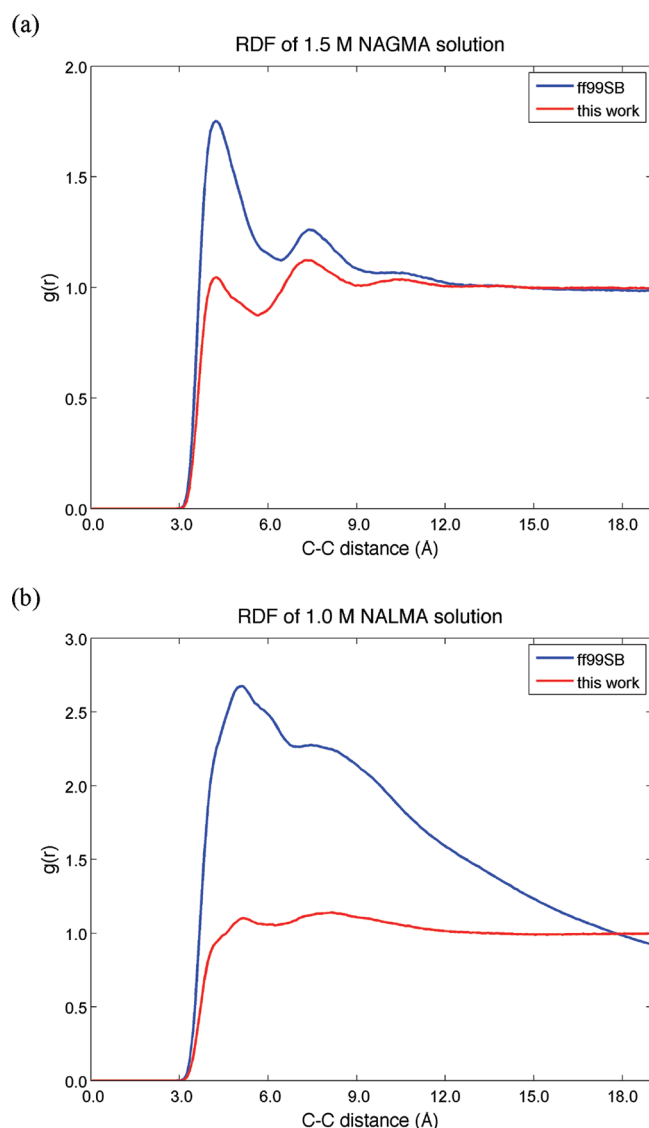 (a)
RDF of 1.5 M NAGMA solution
2.0
1.5
1.0
0.5
0.0
g(r)
ff99SB
this work
0.0 3.0 6.0 9.0 12.0 15.0 18.0
C-C distance (Å)
(b)
RDF of 1.0 M NALMA solution
3.0
2.5
2.0
1.5
1.0
0.5
0.0
g(r)
ff99SB
this work
0.0 3.0 6.0 9.0 12.0 15.0 18.0
C-C distance (Å)